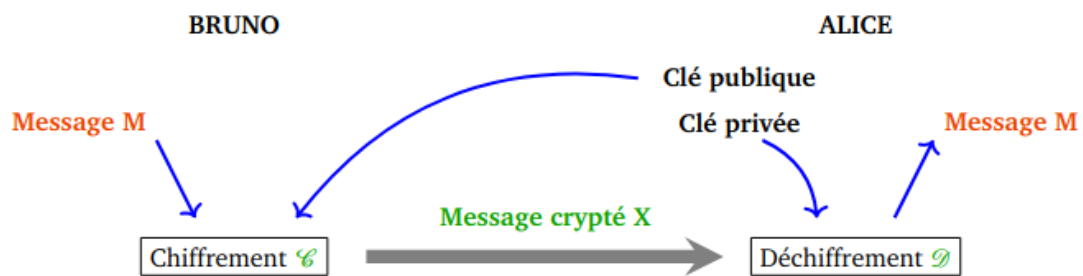 BRUNO
ALICE
Clé publique
Message M
Clé privée
Message M
Message crypté X
Chiffrement 𝒞
Déchiffrement 𝒟